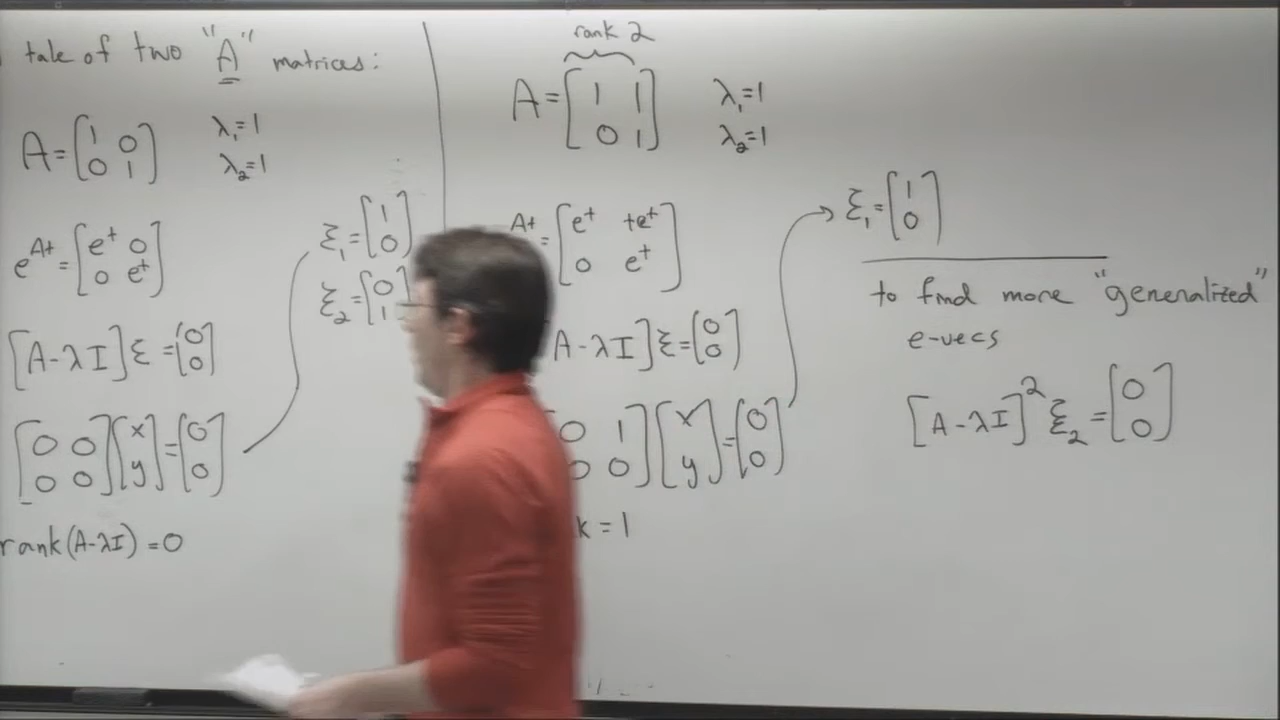 tale of two "A" matrices:
A=[1 0; 0 1] λ₁=1
λ₂=1
e^At=[e^t 0; 0 e^t]
[A-λI]ξ=[0; 0]
[0 0; 0 0][x; y]=[0; 0]
rank(A-λI)=0
ξ₁=[1; 0]
ξ₂=[0; 1]
rank 2
A=[1 1; 0 1] λ₁=1
λ₂=1
At=[e^t te^t; 0 e^t]
[A-λI]ξ=[0; 0]
[0 1; 0 0][x; y]=[0; 0]
k=1
ξ₁=[1; 0]
to find more "generalized"
e-vecs
[A-λI]²ξ₂=[0; 0]